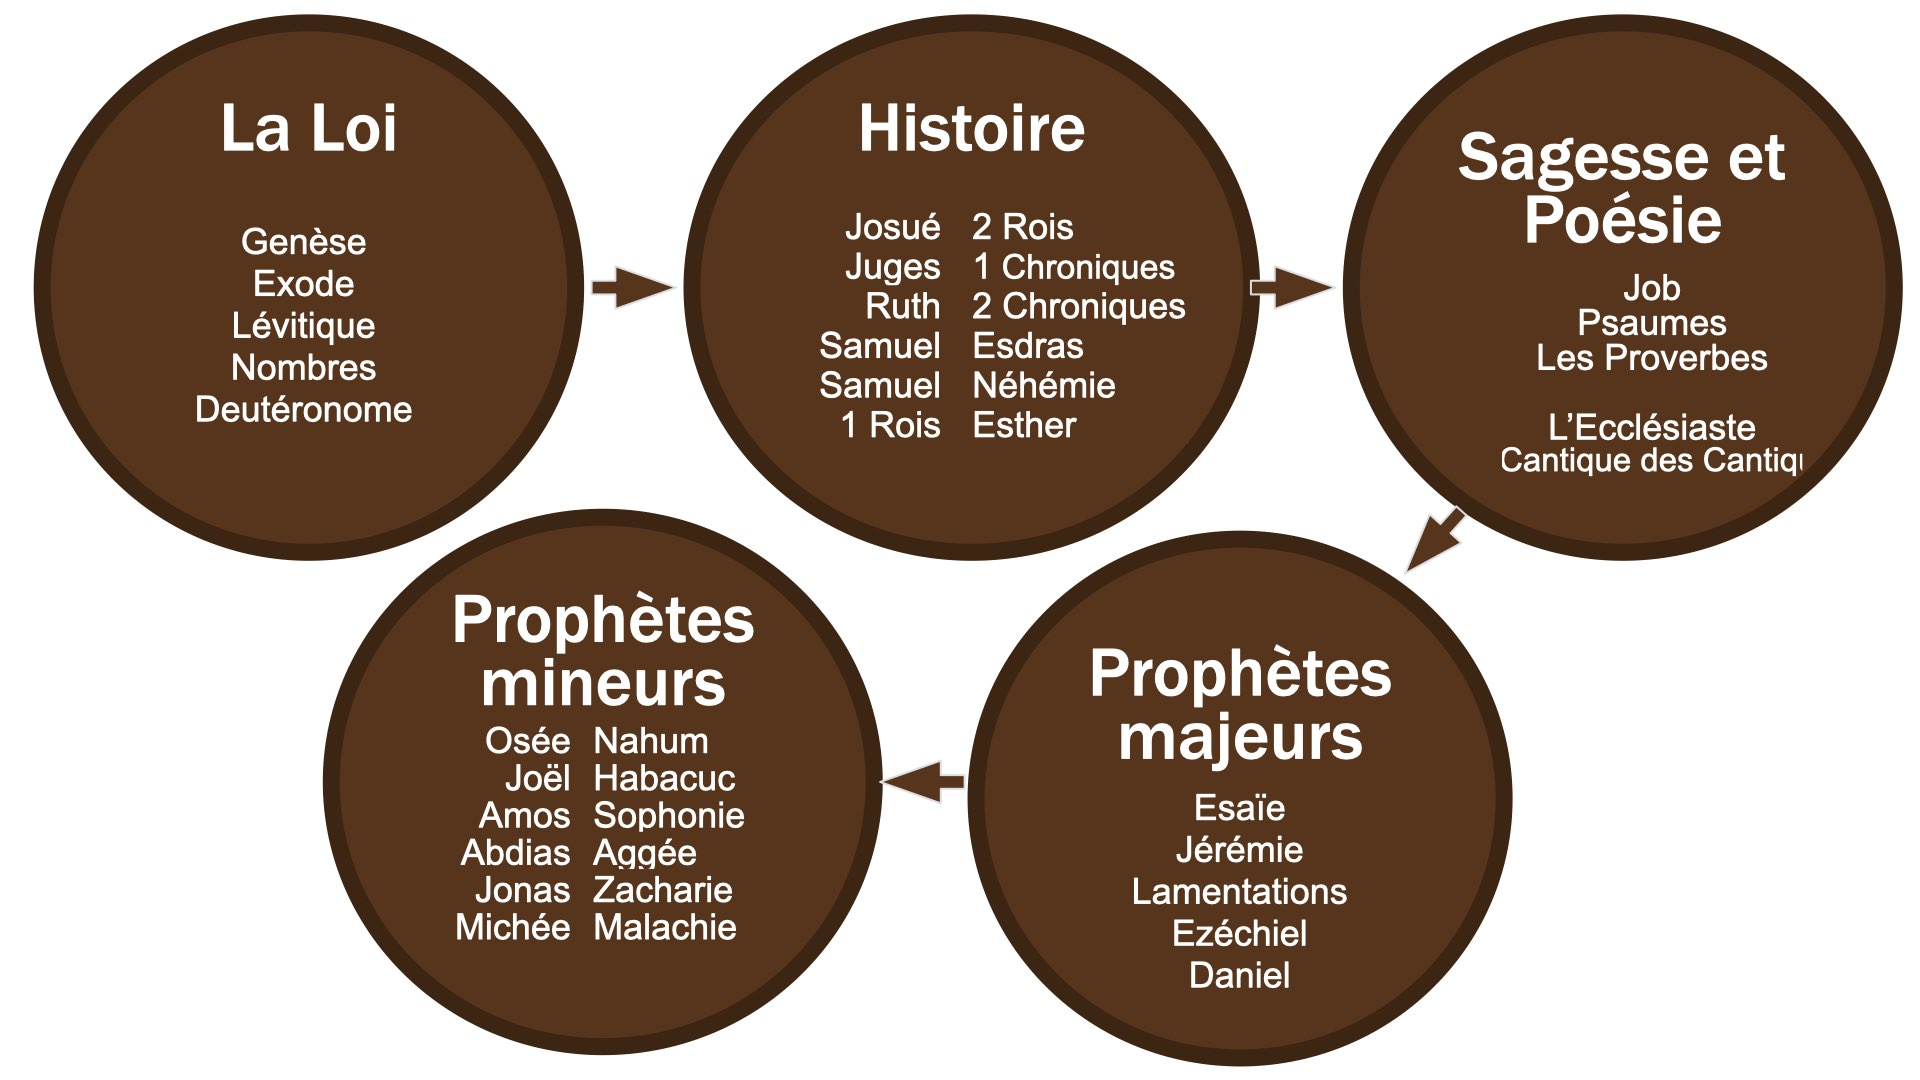 La Loi
Genèse
Exode
Lévitique
Nombres
Deutéronome
Histoire
Josué
Juges
Ruth
Samuel
Samuel
1 Rois
2 Rois
1 Chroniques
2 Chroniques
Esdras
Néhémie
Esther
Sagesse et
Poésie
Job
Psaumes
Les Proverbes
L’Ecclésiaste
Cantique des
Prophètes
majeurs
Esaïe
Jérémie
Lamentations
Ezéchiel
Daniel
Prophètes
mineurs
Osée
Joël
Amos
Abdias
Jonas
Michée
Nahum
Habacuc
Sophonie
Aggée
Zacharie
Malachie